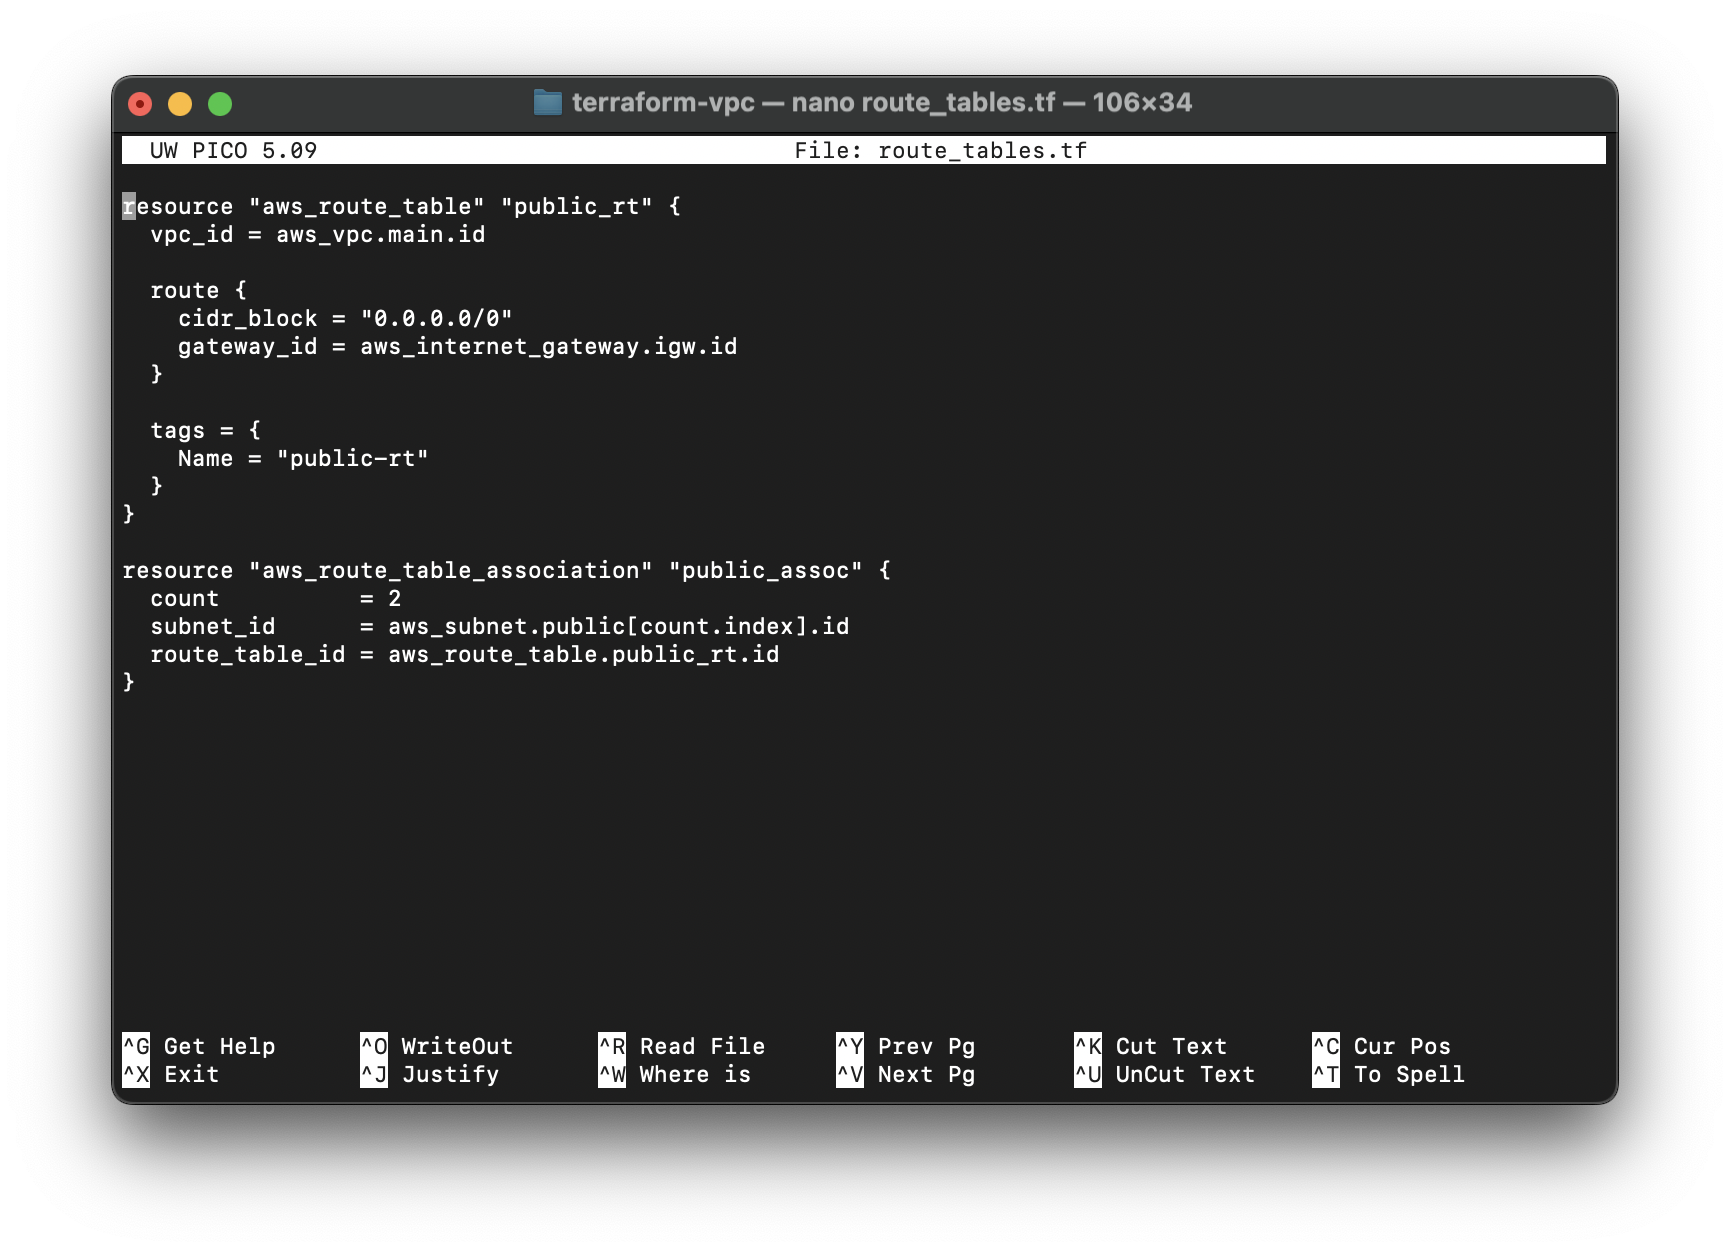 terraform-vpc — nano route_tables.tf — 106×34
UW PICO 5.09 File: route_tables.tf
resource "aws_route_table" "public_rt" {
  vpc_id = aws_vpc.main.id
  route {
    cidr_block = "0.0.0.0/0"
    gateway_id = aws_internet_gateway.igw.id
  }
  tags = {
    Name = "public-rt"
  }
}
resource "aws_route_table_association" "public_assoc" {
  count          = 2
  subnet_id      = aws_subnet.public[count.index].id
  route_table_id = aws_route_table.public_rt.id
}
^G Get Help ^O WriteOut ^R Read File ^Y Prev Pg ^K Cut Text ^C Cur Pos
^X Exit ^J Justify ^W Where is ^V Next Pg ^U UnCut Text ^T To Spell